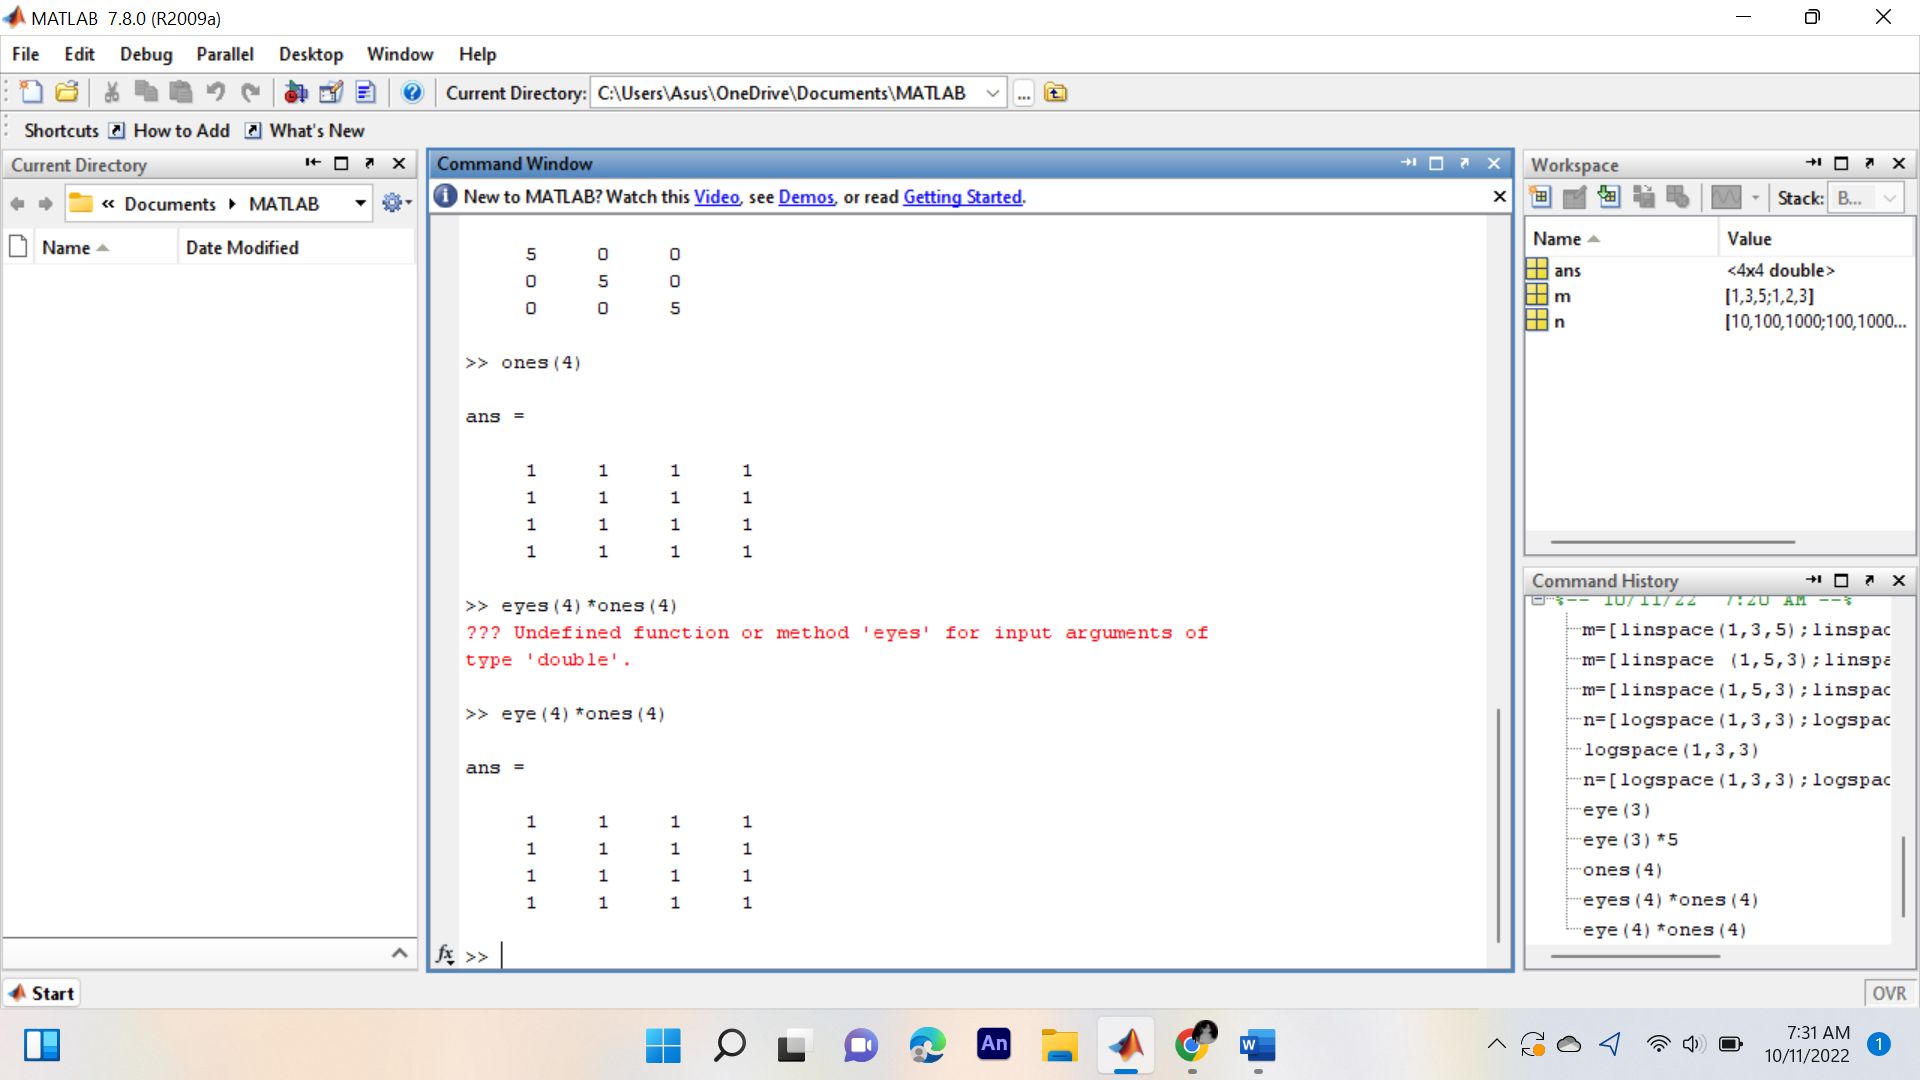 MATLAB 7.8.0 (R2009a)
File Edit Debug Parallel Desktop Window Help
Current Directory: C:\Users\Asus\OneDrive\Documents\MATLAB ...
Shortcuts How to Add What's New
Current Directory
« Documents MATLAB
Name Date Modified
Command Window
New to MATLAB? Watch this Video, see Demos, or read Getting Started.
5 0 0
0 5 0
0 0 5
>> ones(4)
ans =
1 1 1 1
1 1 1 1
1 1 1 1
1 1 1 1
>> eyes(4)*ones(4)
??? Undefined function or method 'eyes' for input arguments of
type 'double'.
>> eye(4)*ones(4)
ans =
1 1 1 1
1 1 1 1
1 1 1 1
1 1 1 1
fx >>
Workspace
Stack: B...
Name Value
ans <4x4 double>
m [1,3,5;1,2,3]
n [10,100,1000;100,1000...
Command History
%-- 10/11/22 7:20 AM --%
m=[linspace(1,3,5);linspac
m=[linspace (1,5,3);linspa
m=[linspace(1,5,3);linspac
n=[logspace(1,3,3);logspac
logspace(1,3,3)
n=[logspace(1,3,3);logspac
eye(3)
eye(3)*5
ones(4)
eyes(4)*ones(4)
eye(4)*ones(4)
Start
OVR
An
W
7:31 AM
10/11/2022
1